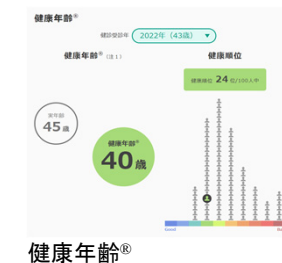 健康年齢®
健診受診年 2022年（43歳） ▼
健康年齢®（注1）
健康順位
健康順位 24 位/100人中
実年齢
45歳
健康年齢®
40歳
Good
健康年齢®